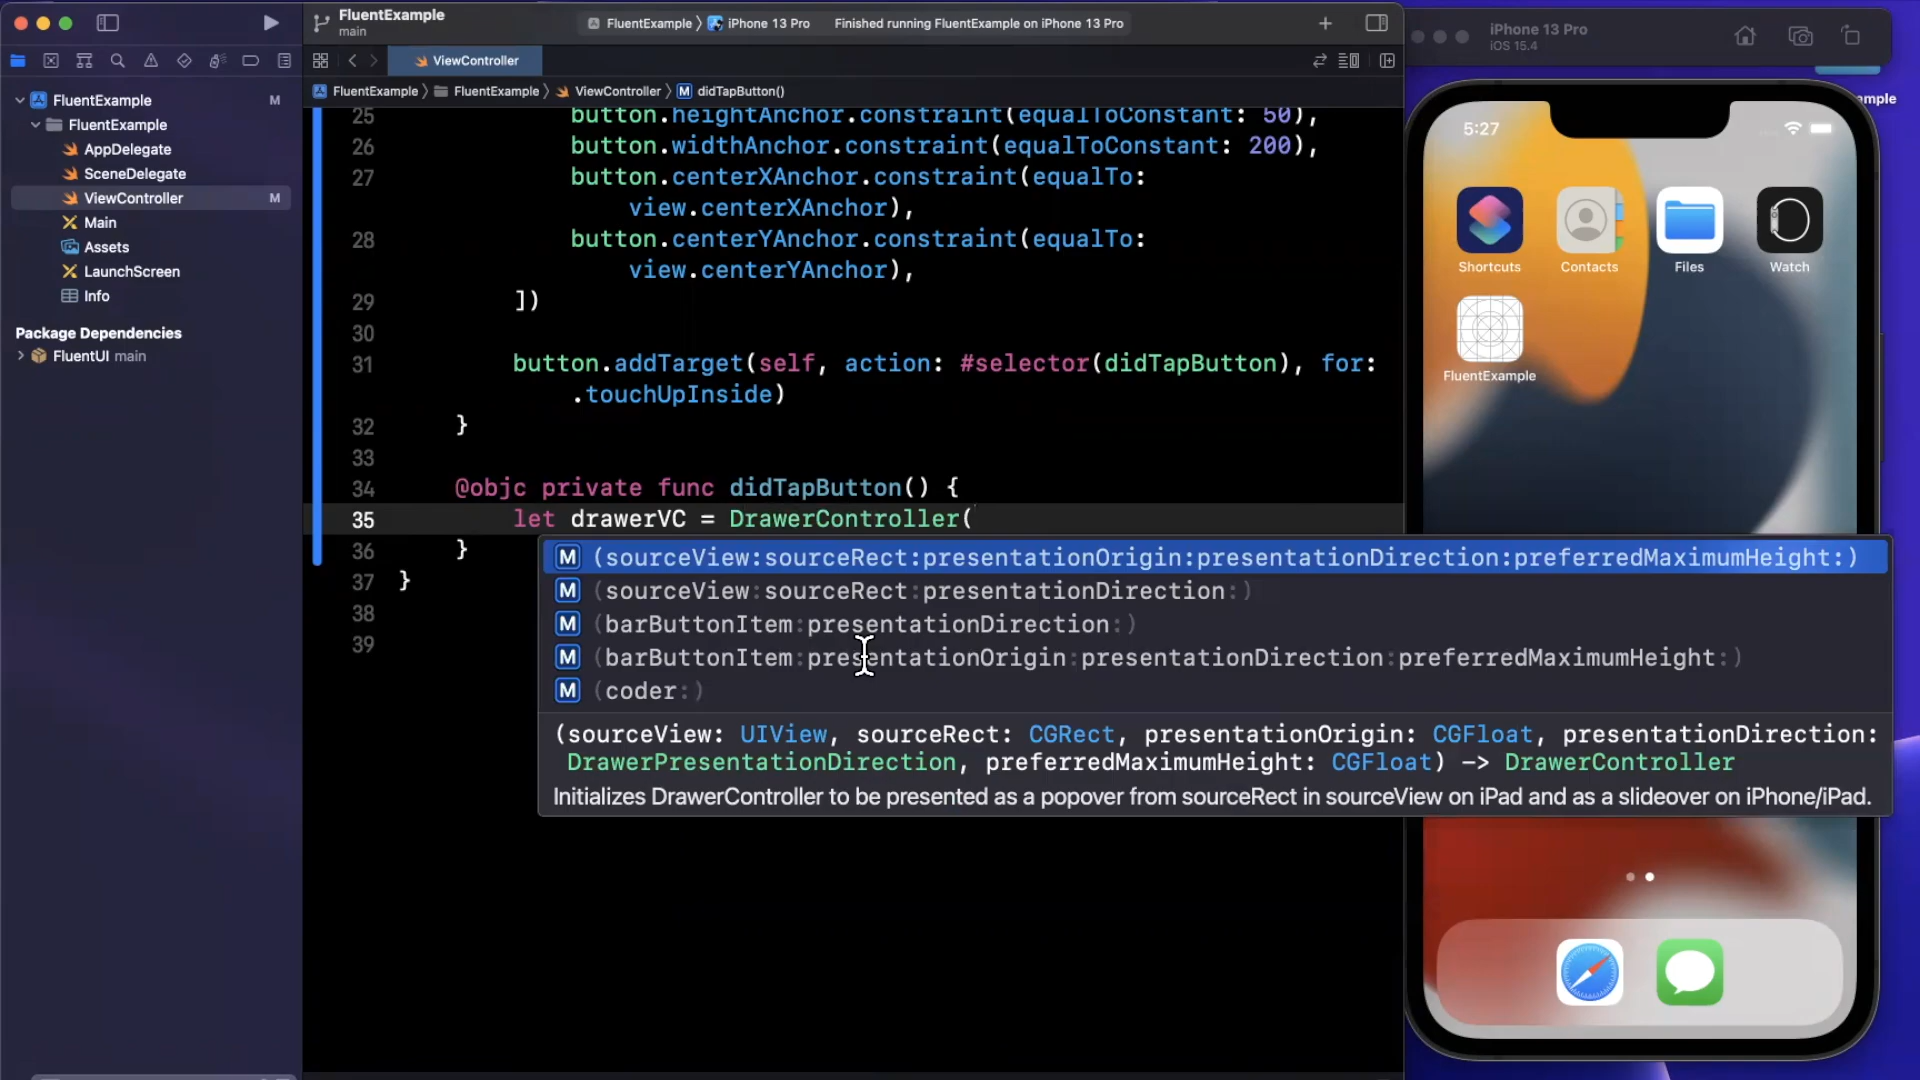 FluentExample
main
FluentExample 〉 iPhone 13 Pro Finished running FluentExample on iPhone 13 Pro
iPhone 13 Pro
iOS 15.4
ViewController
FluentExample 〉 FluentExample 〉 ViewController 〉 M didTapButton()
FluentExample M
FluentExample
AppDelegate
SceneDelegate
ViewController M
Main
Assets
LaunchScreen
Info
Package Dependencies
FluentUI main
25 button.heightAnchor.constraint(equalToConstant: 50),
26 button.widthAnchor.constraint(equalToConstant: 200),
27 button.centerXAnchor.constraint(equalTo:
view.centerXAnchor),
28 button.centerYAnchor.constraint(equalTo:
view.centerYAnchor),
29 ])
30
31 button.addTarget(self, action: #selector(didTapButton), for:
.touchUpInside)
32 }
33
34 @objc private func didTapButton() {
35 let drawerVC = DrawerController(
36 }
37 }
38
39
M (sourceView:sourceRect:presentationOrigin:presentationDirection:preferredMaximumHeight:)
M (sourceView:sourceRect:presentationDirection:)
M (barButtonItem:presentationDirection:)
M (barButtonItem:presentationOrigin:presentationDirection:preferredMaximumHeight:)
M (coder:)
(sourceView: UIView, sourceRect: CGRect, presentationOrigin: CGFloat, presentationDirection:
DrawerPresentationDirection, preferredMaximumHeight: CGFloat) -> DrawerController
Initializes DrawerController to be presented as a popover from sourceRect in sourceView on iPad and as a slideover on iPhone/iPad.
ample
5:27
Shortcuts Contacts Files Watch
FluentExample